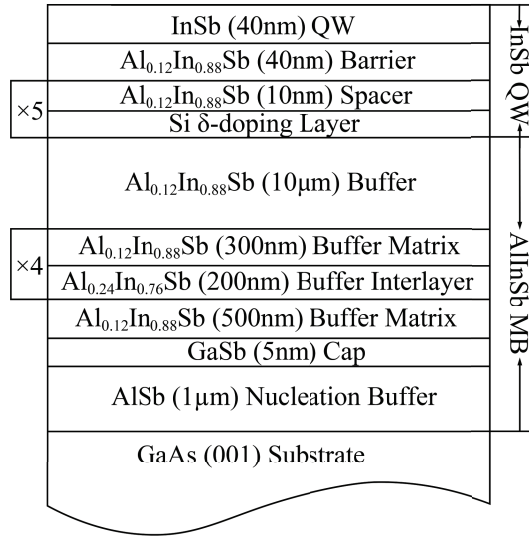 InSb (40nm) QW
Al₀.₁₂In₀.₈₈Sb (40nm) Barrier
×5
Al₀.₁₂In₀.₈₈Sb (10nm) Spacer
Si δ-doping Layer
InSb QW
Al₀.₁₂In₀.₈₈Sb (10μm) Buffer
×4
Al₀.₁₂In₀.₈₈Sb (300nm) Buffer Matrix
Al₀.₂₄In₀.₇₆Sb (200nm) Buffer Interlayer
Al₀.₁₂In₀.₈₈Sb (500nm) Buffer Matrix
GaSb (5nm) Cap
AlSb (1μm) Nucleation Buffer
AlInSb MB
GaAs (001) Substrate